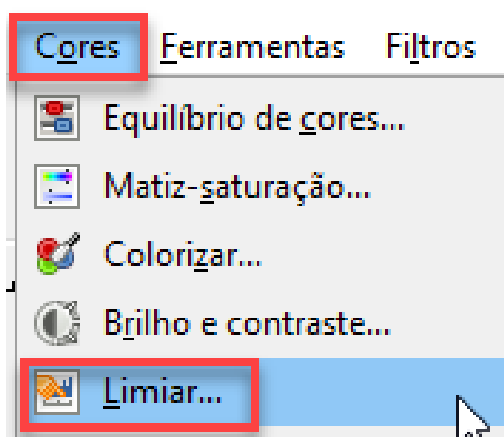 Cores Ferramentas Filtros
Equilíbrio de cores...
Matiz-saturação...
Colorizar...
Brilho e contraste...
Limiar...